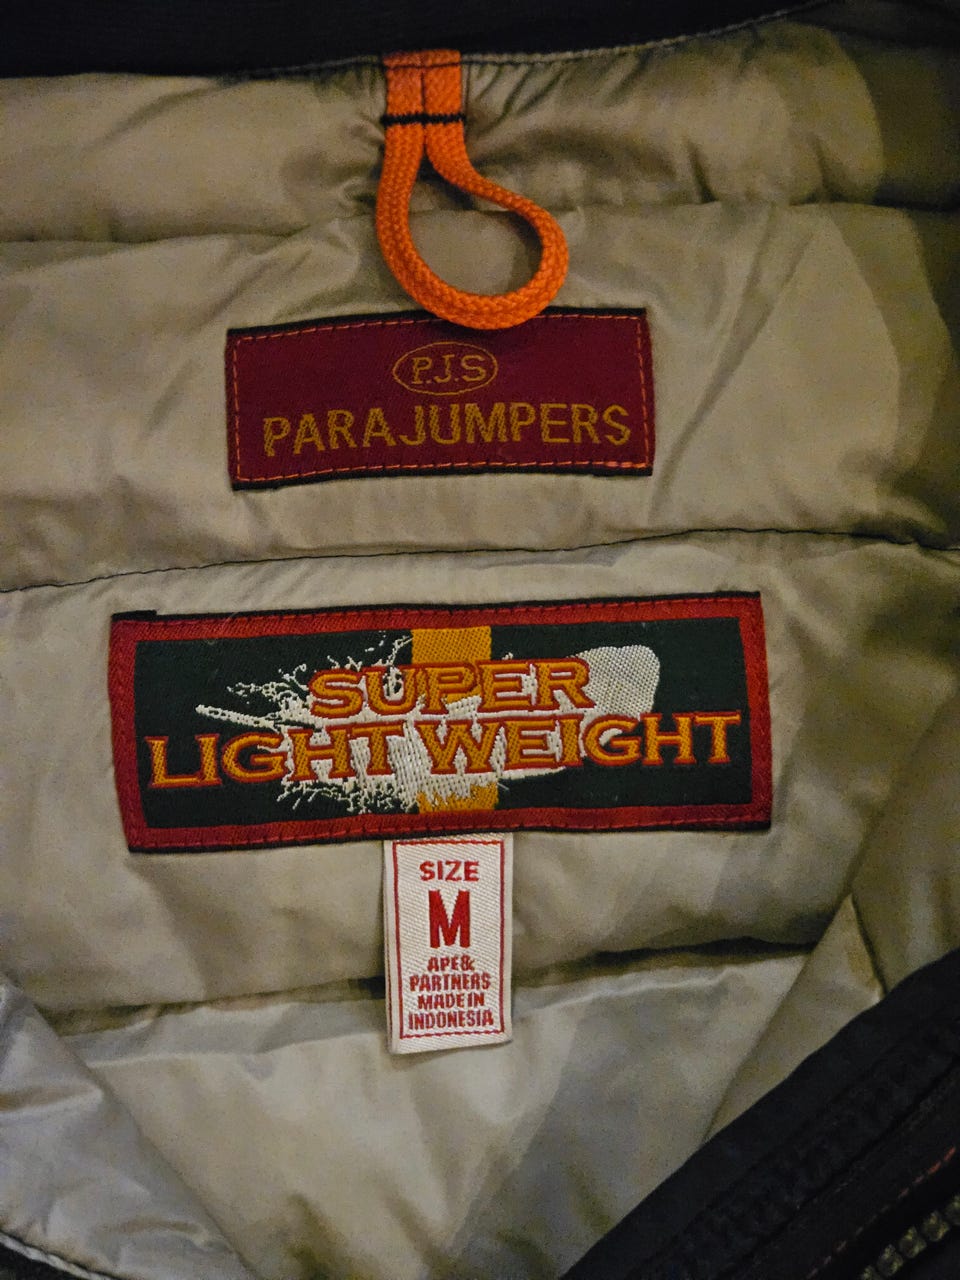 P.J.S
PARAJUMPERS
SUPER
LIGHT WEIGHT
SIZE
M
APE&
PARTNERS
MADE IN
INDONESIA